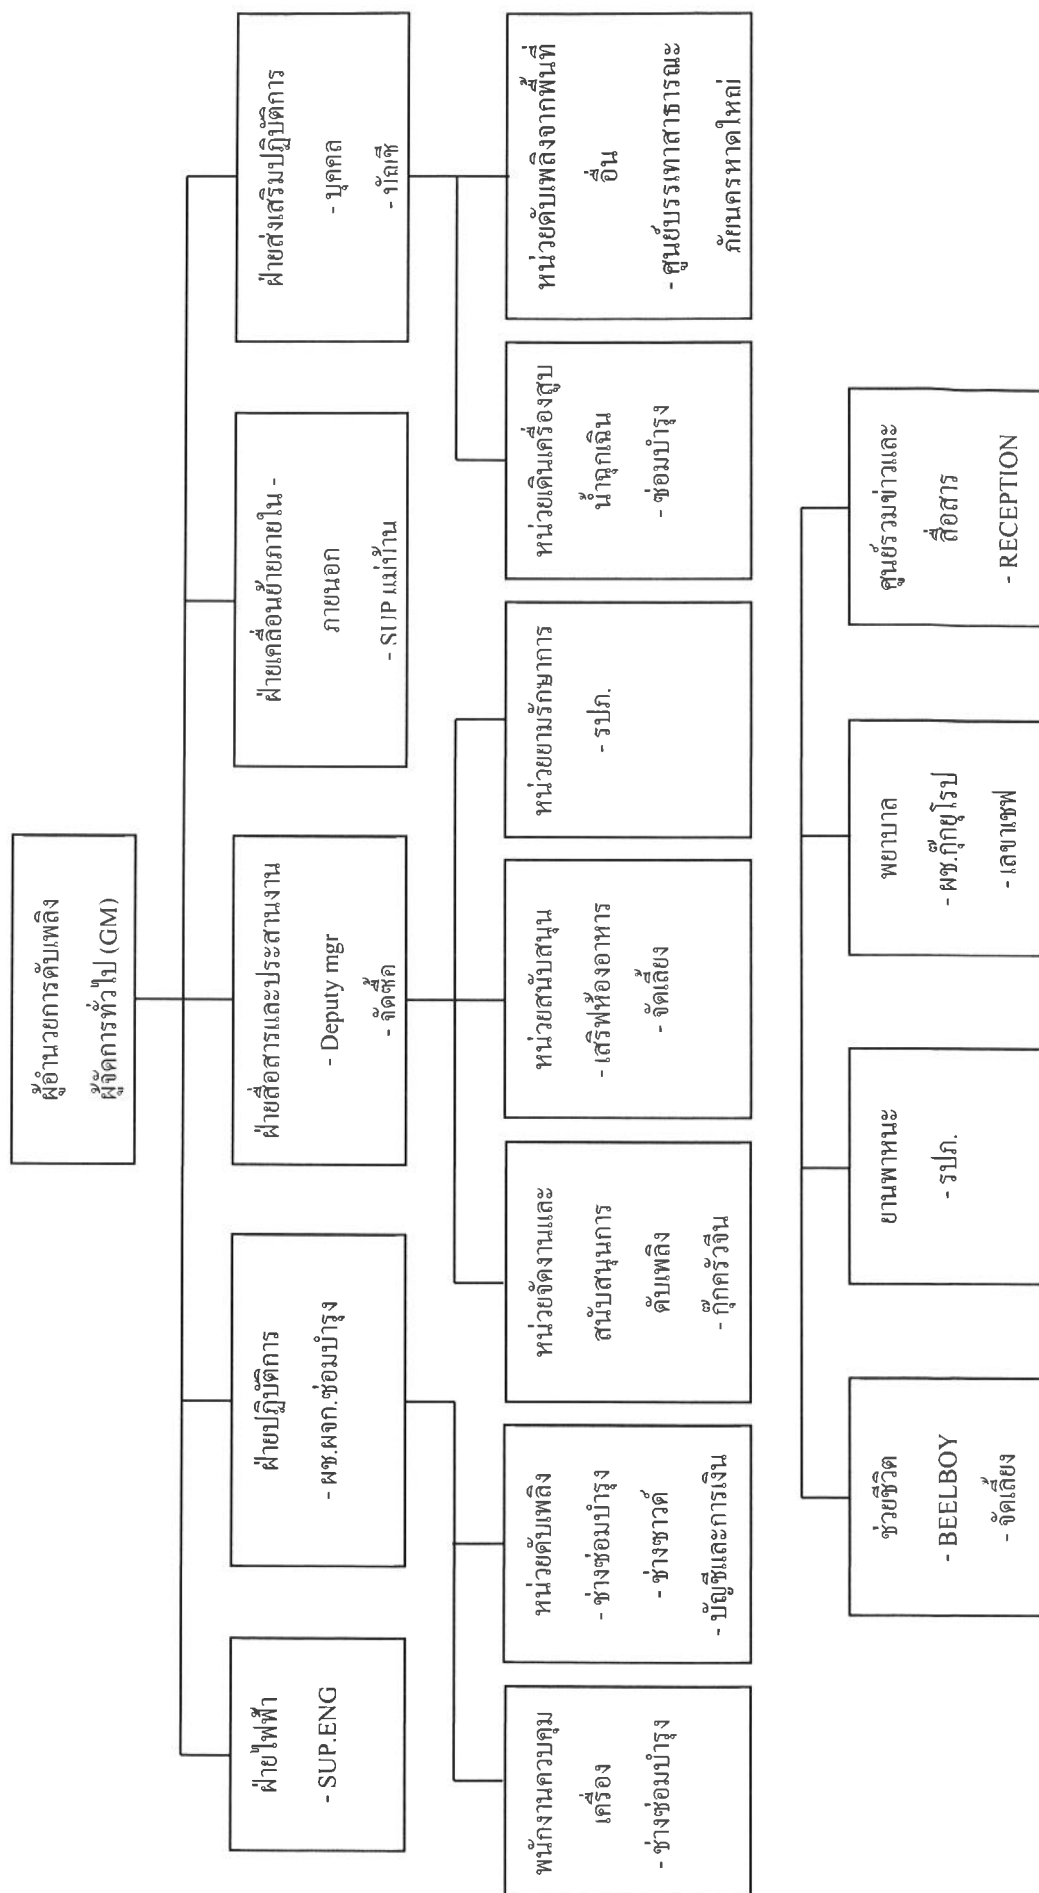 ผู้อำนวยการดับเพลิง
ผู้จัดการทั่วไป (GM)
ฝ่ายไฟฟ้า
- SUP.ENG
ฝ่ายปฏิบัติการ
- ผช.ผจก.ซ่อมบำรุง
ฝ่ายสื่อสารและประสานงาน
- Deputy mgr
- จัดซื้อ
ฝ่ายเคลื่อนย้ายภายใน -
ภายนอก
- SUP แม่บ้าน
ฝ่ายส่งเสริมปฏิบัติการ
- บุคคล
- บัญชี
พนักงานควบคุม
เครื่อง
- ช่างซ่อมบำรุง
หน่วยดับเพลิง
- ช่างซ่อมบำรุง
- ช่างซาวด์
- บัญชีและการเงิน
หน่วยจัดงานและ
สนับสนุนการ
ดับเพลิง
- กุ๊กครัวจีน
หน่วยสนับสนุน
- เสริฟห้องอาหาร
- จัดเลี้ยง
หน่วยยามรักษาการ
- รปภ.
หน่วยเดินเครื่องสูบ
น้ำฉุกเฉิน
- ซ่อมบำรุง
หน่วยดับเพลิงจากพื้นที่
อื่น
- ศูนย์บรรเทาสาธารณะ
ภัยนครหาดใหญ่
ช่วยชีวิต
- BEELBOY
- จัดเลี้ยง
ยานพาหนะ
- รปภ.
พยาบาล
- ผช.กุ๊กยุโรป
- เลขาเชฟ
ศูนย์รวมข่าวและ
สื่อสาร
- RECEPTION